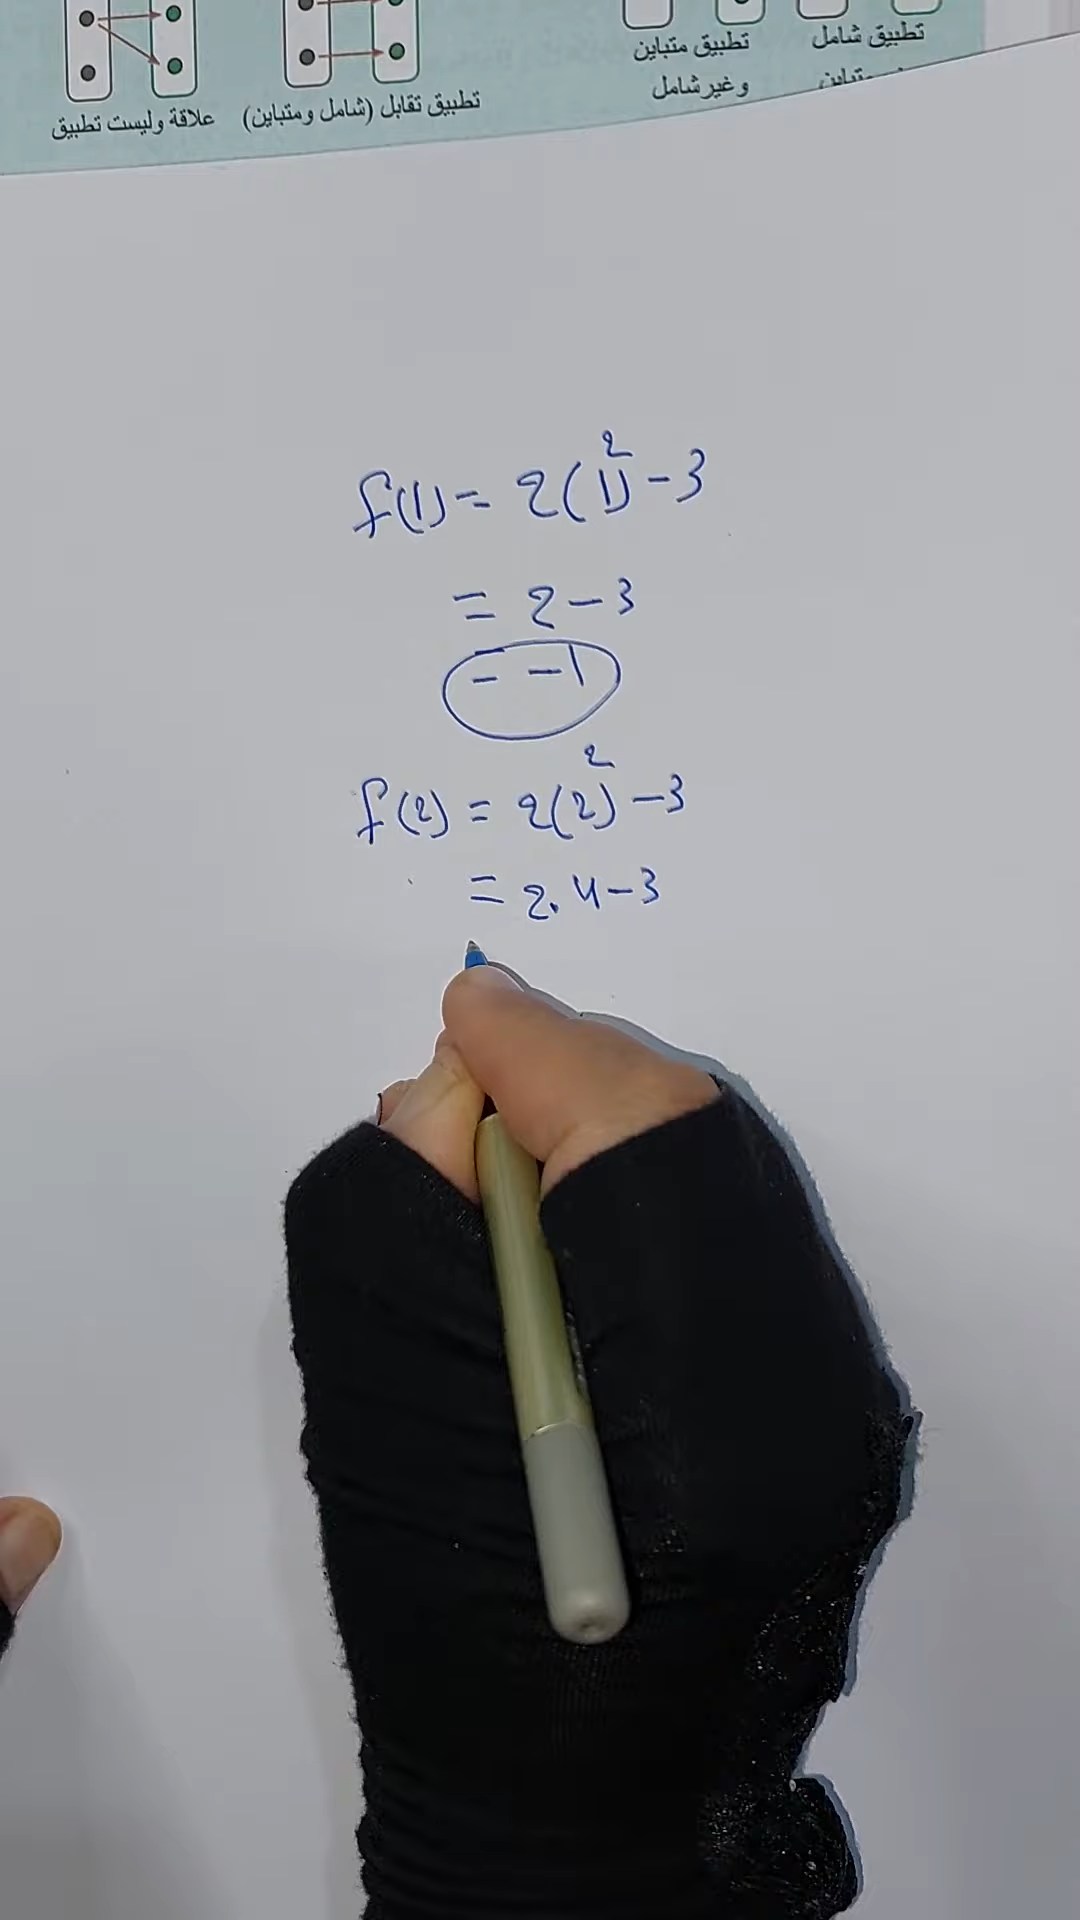 تطبيق شامل
تطبيق متباين
وغير شامل
تطبيق تقابل (شامل ومتباين)
علاقة وليست تطبيق
f(1) = 2(1)² - 3
= 2 - 3
= -1
f(2) = 2(2)² - 3
= 2.4 - 3